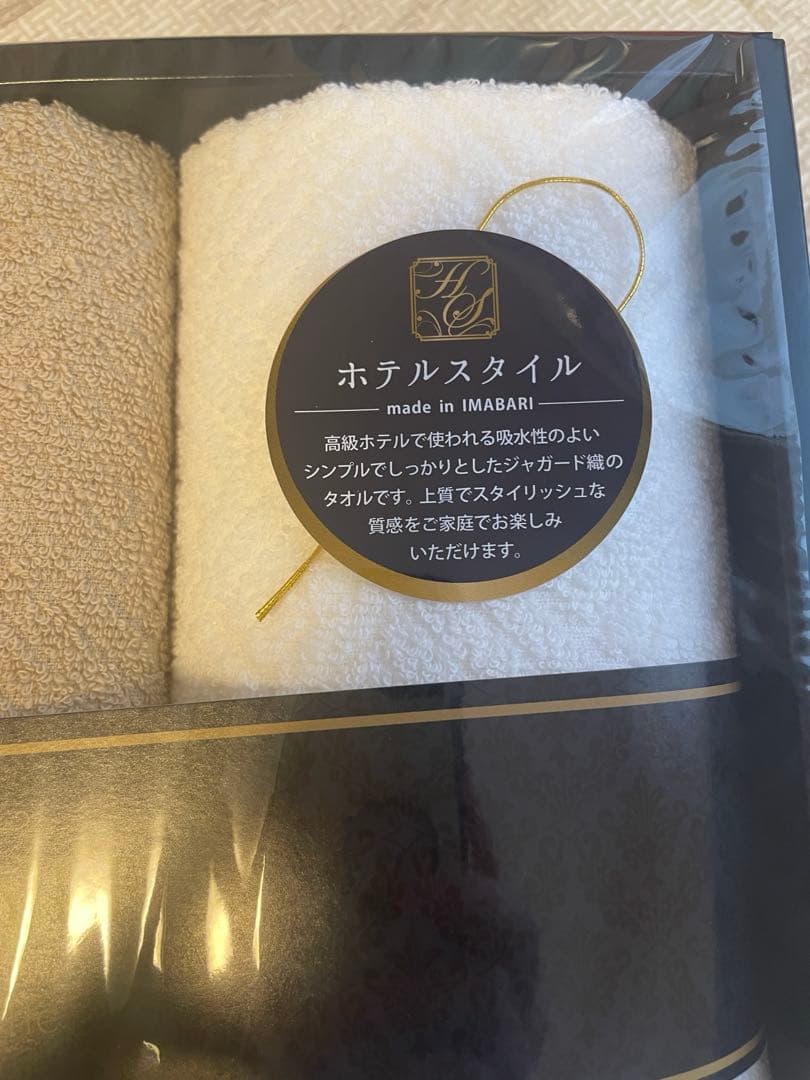 HS
ホテルスタイル
made in IMABARI
高級ホテルで使われる吸水性のよい
シンプルでしっかりとしたジャガード織の
タオルです。上質でスタイリッシュな
質感をご家庭でお楽しみ
いただけます。